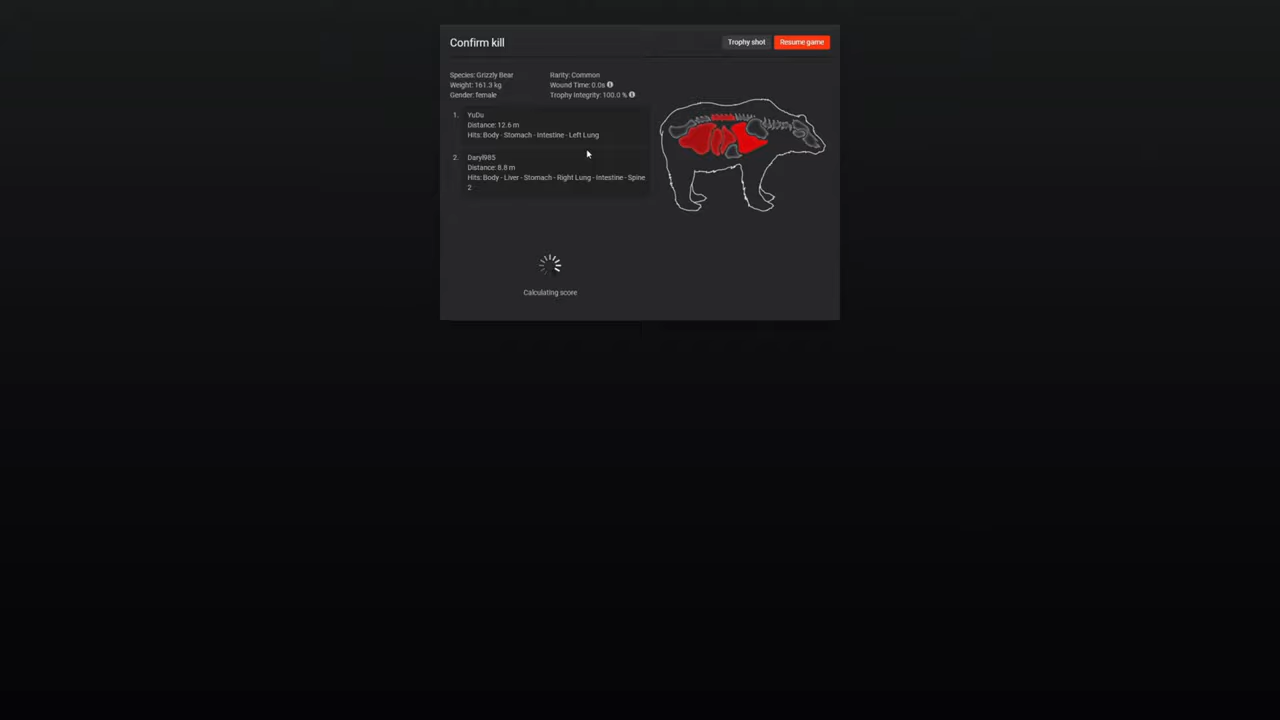 Confirm kill
Trophy shot
Resume game
Species: Grizzly Bear
Rarity: Common
Weight: 161.3 kg
Wound Time: 0.0s
Gender: female
Trophy Integrity: 100.0 %
1. YuDu
Distance: 12.6 m
Hits: Body - Stomach - Intestine - Left Lung
2. Daryl985
Distance: 8.8 m
Hits: Body - Liver - Stomach - Right Lung - Intestine - Spine
2
Calculating score